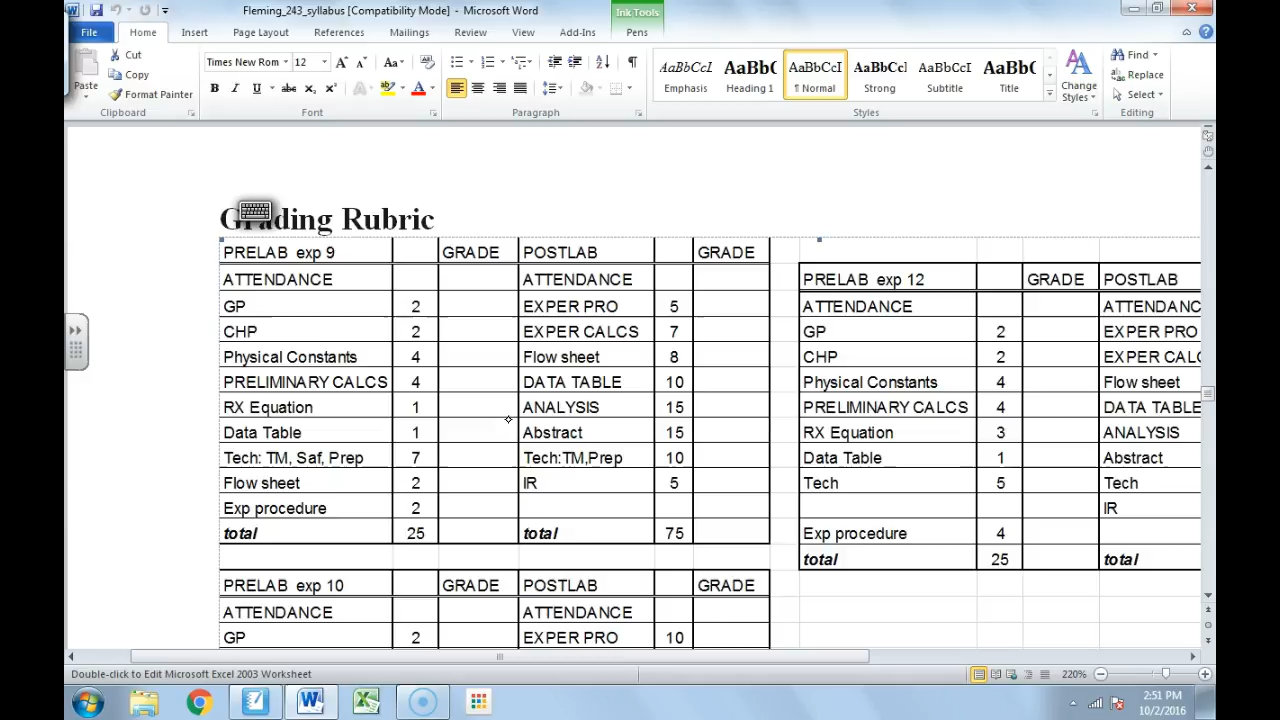 Fleming_243_syllabus [Compatibility Mode] - Microsoft Word
Ink Tools
File Home Insert Page Layout References Mailings Review View Add-Ins Pens
Paste
Cut
Copy
Format Painter
Clipboard
Times New Rom 12
Font
Paragraph
AaBbCcI AaBb( AaBbCcI AaBbCcl AaBbCcI AaBb(
Emphasis Heading 1 ¶ Normal Strong Subtitle Title
Change Styles
Styles
Find
Replace
Select
Editing
Grading Rubric
PRELAB exp 9 GRADE POSTLAB GRADE
ATTENDANCE ATTENDANCE
GP 2 EXPER PRO 5
CHP 2 EXPER CALCS 7
Physical Constants 4 Flow sheet 8
PRELIMINARY CALCS 4 DATA TABLE 10
RX Equation 1 ANALYSIS 15
Data Table 1 Abstract 15
Tech: TM, Saf, Prep 7 Tech:TM,Prep 10
Flow sheet 2 IR 5
Exp procedure 2
total 25 total 75
PRELAB exp 10 GRADE POSTLAB GRADE
ATTENDANCE ATTENDANCE
GP 2 EXPER PRO 10
PRELAB exp 12 GRADE POSTLAB
ATTENDANCE ATTENDANC
GP 2 EXPER PRO
CHP 2 EXPER CALC
Physical Constants 4 Flow sheet
PRELIMINARY CALCS 4 DATA TABLE
RX Equation 3 ANALYSIS
Data Table 1 Abstract
Tech 5 Tech
IR
Exp procedure 4
total 25 total
Double-click to Edit Microsoft Excel 2003 Worksheet
220%
2:51 PM
10/2/2016